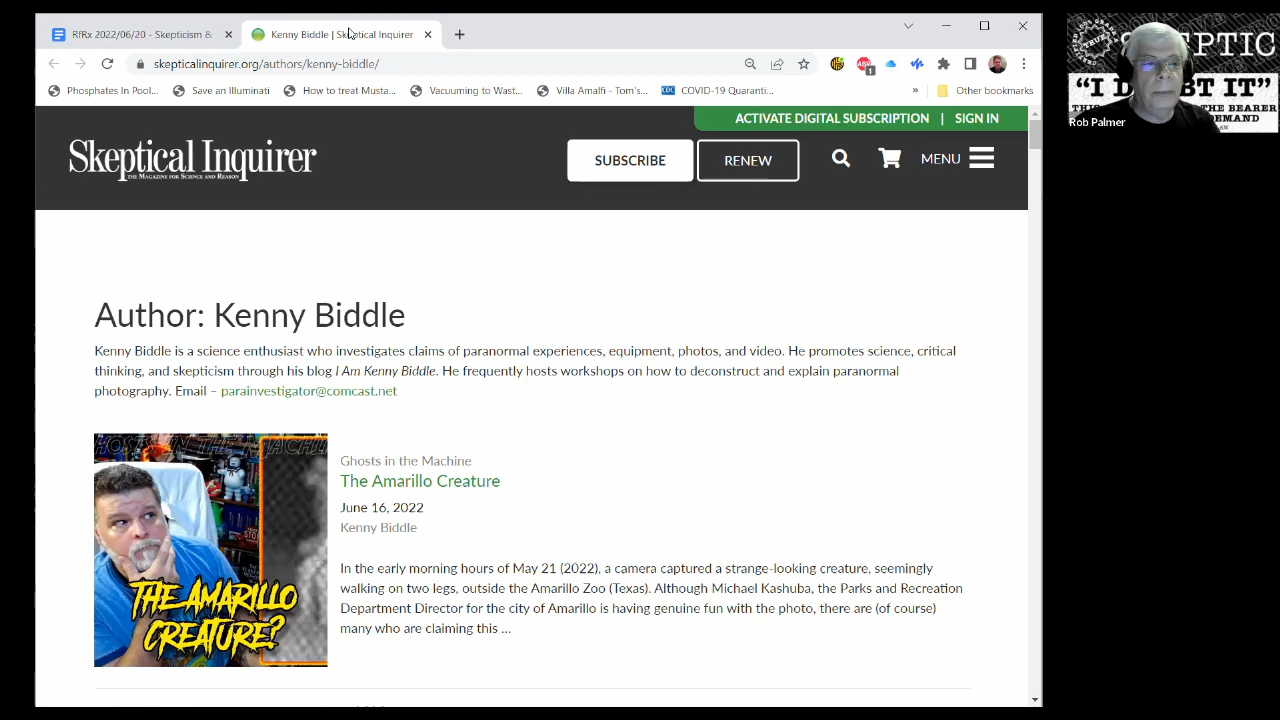 RfRx 2022/06/20 - Skepticism &
Kenny Biddle | Skeptical Inquirer
skepticalinquirer.org/authors/kenny-biddle/
Phosphates In Pool...
Save an Illuminati
How to treat Musta...
Vacuuming to Wast...
Villa Amalfi - Tom's...
CDC
COVID-19 Quaranti...
»
Other bookmarks
ACTIVATE DIGITAL SUBSCRIPTION | SIGN IN
Skeptical Inquirer
THE MAGAZINE FOR SCIENCE AND REASON
SUBSCRIBE
RENEW
MENU
Author: Kenny Biddle
Kenny Biddle is a science enthusiast who investigates claims of paranormal experiences, equipment, photos, and video. He promotes science, critical
thinking, and skepticism through his blog I Am Kenny Biddle. He frequently hosts workshops on how to deconstruct and explain paranormal
photography. Email – parainvestigator@comcast.net
THE AMARILLO
CREATURE?
Ghosts in the Machine
The Amarillo Creature
June 16, 2022
Kenny Biddle
In the early morning hours of May 21 (2022), a camera captured a strange-looking creature, seemingly
walking on two legs, outside the Amarillo Zoo (Texas). Although Michael Kashuba, the Parks and Recreation
Department Director for the city of Amarillo is having genuine fun with the photo, there are (of course)
many who are claiming this ...
Rob Palmer